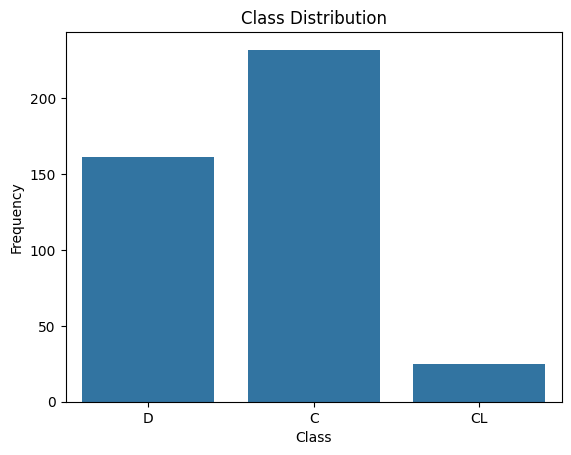 Class Distribution
Frequency
200
150
100
50
0
D C CL
Class